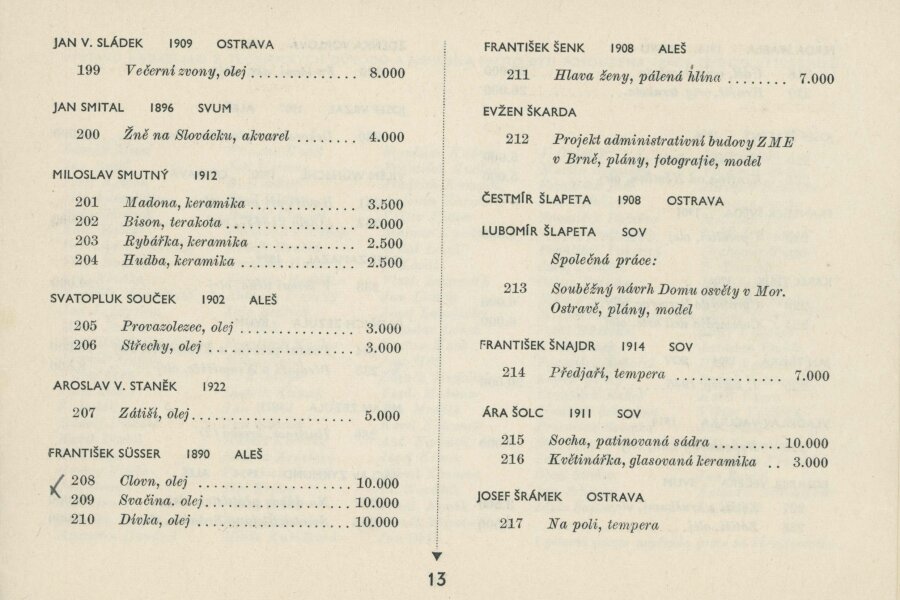 JAN V. SLÁDEK 1909 OSTRAVA
199 Večerní zvony, olej .............. 8.000
JAN SMITAL 1896 SVUM
200 Žně na Slovácku, akvarel ........ 4.000
MILOSLAV SMUTNÝ 1912
201 Madona, keramika .............. 3.500
202 Bison, terakota ................ 2.000
203 Rybářka, keramika ............. 2.500
204 Hudba, keramika ............... 2.500
SVATOPLUK SOUČEK 1902 ALEŠ
205 Provazolezec, olej .............. 3.000
206 Střechy, olej ................... 3.000
AROSLAV V. STANĚK 1922
207 Zátiší, olej ..................... 5.000
FRANTIŠEK SÜSSER 1890 ALEŠ
208 Clovn, olej .................... 10.000
209 Svačina. olej ................... 10.000
210 Dívka, olej ..................... 10.000
FRANTIŠEK ŠENK 1908 ALEŠ
211 Hlava ženy, pálená hlína ........ 7.000
EVŽEN ŠKARDA
212 Projekt administrativní budovy ZME
v Brně, plány, fotografie, model
ČESTMÍR ŠLAPETA 1908 OSTRAVA
LUBOMÍR ŠLAPETA SOV
Společná práce:
213 Souběžný návrh Domu osvěty v Mor.
Ostravě, plány, model
FRANTIŠEK ŠNAJDR 1914 SOV
214 Předjaří, tempera .............. 7.000
ÁRA ŠOLC 1911 SOV
215 Socha, patinovaná sádra .......... 10.000
216 Květinářka, glasovaná keramika .. 3.000
JOSEF ŠRÁMEK OSTRAVA
217 Na poli, tempera
13